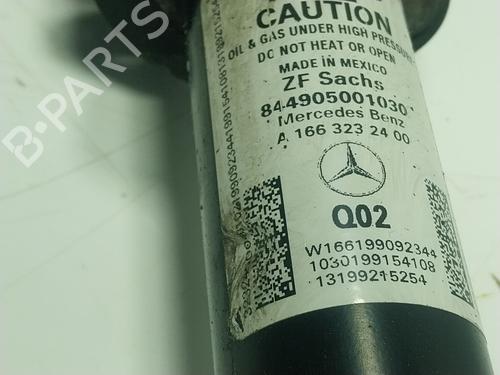 CAUTION
OIL & GAS UNDER HIGH PRESSURE
DO NOT HEAT OR OPEN
MADE IN MEXICO
ZF Sachs
844905001030
Mercedes Benz
A 166 323 24 00
Q02
W166199092344
1030199154108
13199215254
B-PARTS